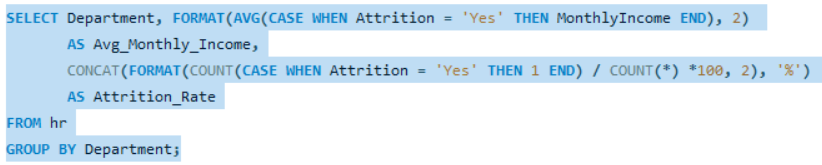 SELECT Department, FORMAT(AVG(CASE WHEN Attrition = 'Yes' THEN MonthlyIncome END), 2)
AS Avg_Monthly_Income,
CONCAT(FORMAT(COUNT(CASE WHEN Attrition = 'Yes' THEN 1 END) / COUNT(*) *100, 2), '%')
AS Attrition_Rate
FROM hr
GROUP BY Department;